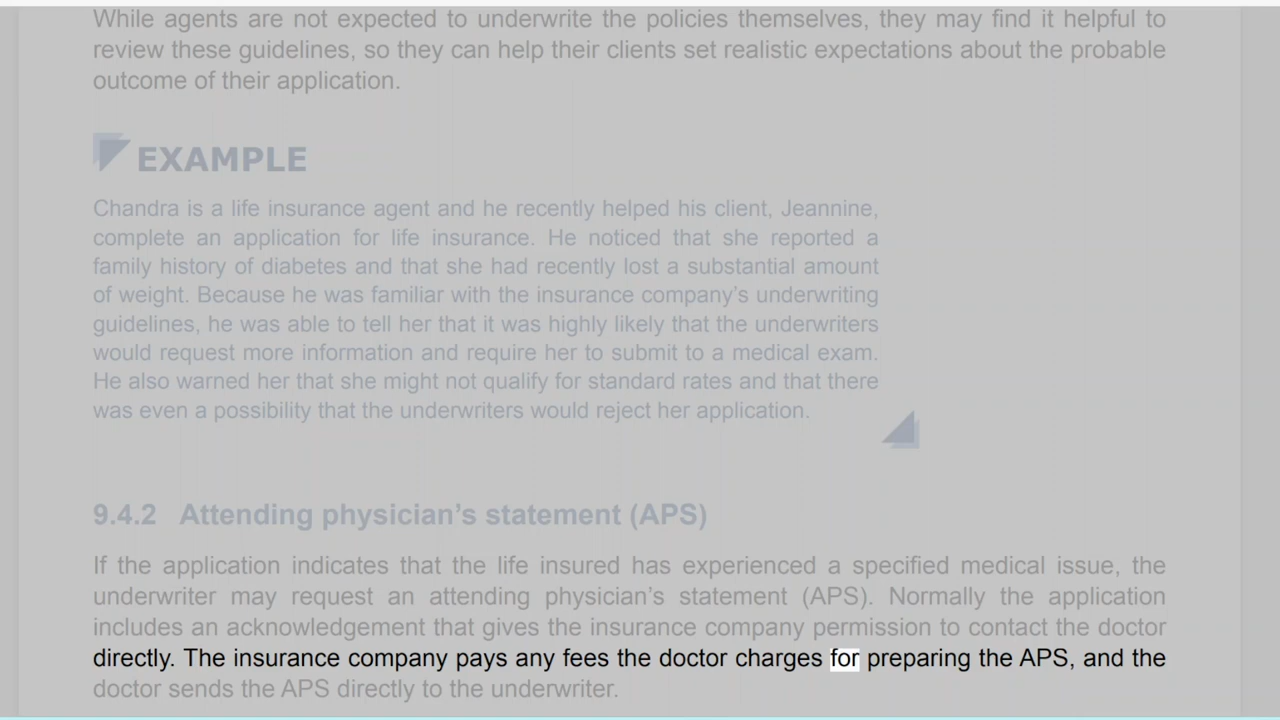 While agents are not expected to underwrite the policies themselves, they may find it helpful to
review these guidelines, so they can help their clients set realistic expectations about the probable
outcome of their application.
EXAMPLE
Chandra is a life insurance agent and he recently helped his client, Jeannine,
complete an application for life insurance. He noticed that she reported a
family history of diabetes and that she had recently lost a substantial amount
of weight. Because he was familiar with the insurance company’s underwriting
guidelines, he was able to tell her that it was highly likely that the underwriters
would request more information and require her to submit to a medical exam.
He also warned her that she might not qualify for standard rates and that there
was even a possibility that the underwriters would reject her application.
9.4.2 Attending physician’s statement (APS)
If the application indicates that the life insured has experienced a specified medical issue, the
underwriter may request an attending physician’s statement (APS). Normally the application
includes an acknowledgement that gives the insurance company permission to contact the doctor
directly. The insurance company pays any fees the doctor charges for preparing the APS, and the
doctor sends the APS directly to the underwriter.